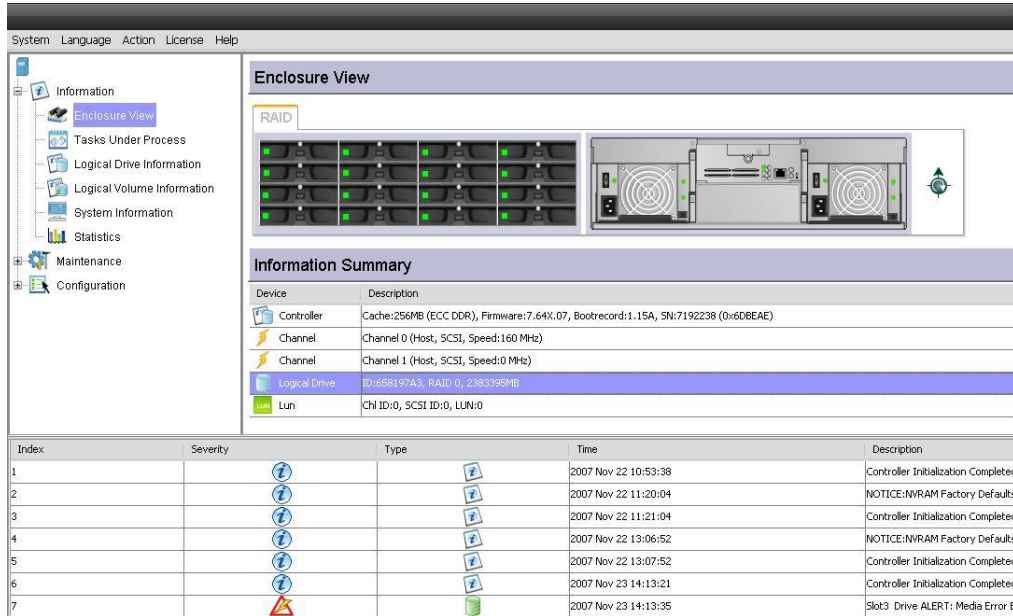 System Language Action License Help
Information
Enclosure View
Tasks Under Process
Logical Drive Information
Logical Volume Information
System Information
Statistics
Maintenance
Configuration
Enclosure View
RAID
Information Summary
Device Description
Controller Cache:256MB (ECC DDR), Firmware:7.64X.07, Bootrecord:1.15A, SN:7192238 (0x6DBEAE)
Channel Channel 0 (Host, SCSI, Speed:160 MHz)
Channel Channel 1 (Host, SCSI, Speed:0 MHz)
Logical Drive ID:658197A3, RAID 0, 2383395MB
LUN Lun Chl ID:0, SCSI ID:0, LUN:0
Index Severity Type Time Description
1 2007 Nov 22 10:53:38 Controller Initialization Completed
2 2007 Nov 22 11:20:04 NOTICE:NVRAM Factory Defaults
3 2007 Nov 22 11:21:04 Controller Initialization Completed
4 2007 Nov 22 13:06:52 NOTICE:NVRAM Factory Defaults
5 2007 Nov 22 13:07:52 Controller Initialization Completed
6 2007 Nov 23 14:13:21 Controller Initialization Completed
7 2007 Nov 23 14:13:35 Slot3 Drive ALERT: Media Error